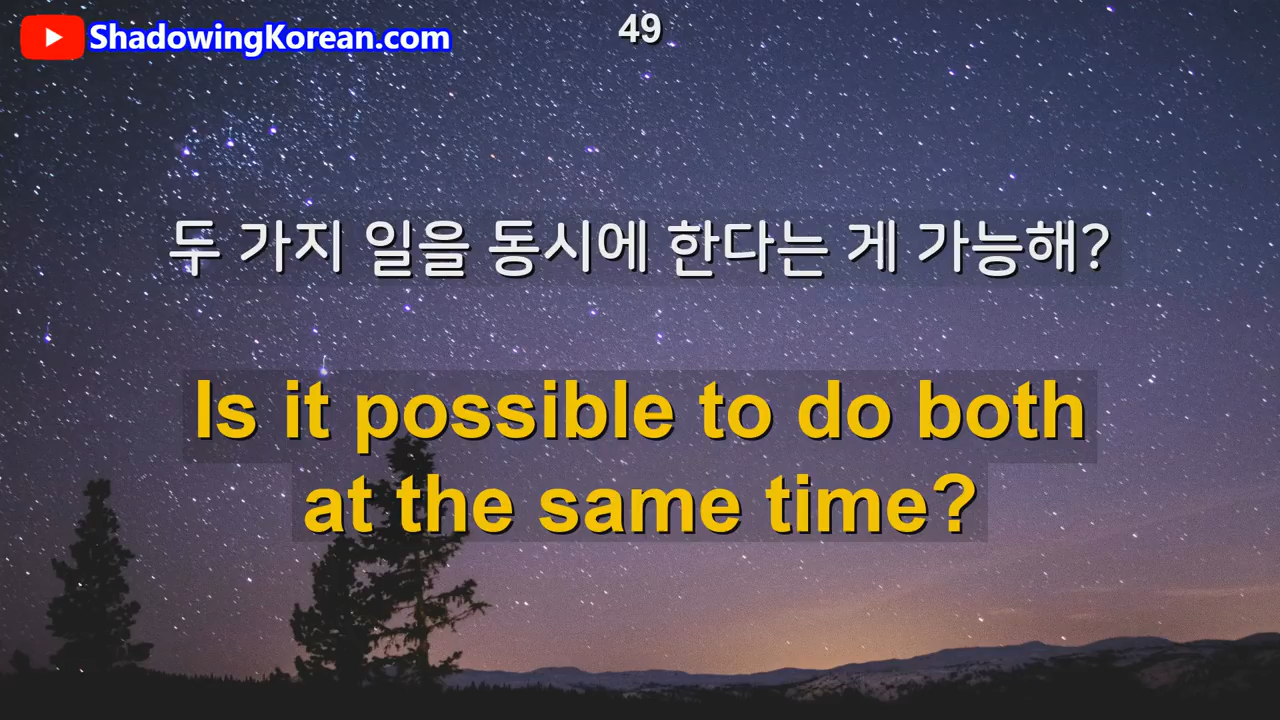 ShadowingKorean.com
49
두 가지 일을 동시에 한다는 게 가능해?
Is it possible to do both
at the same time?